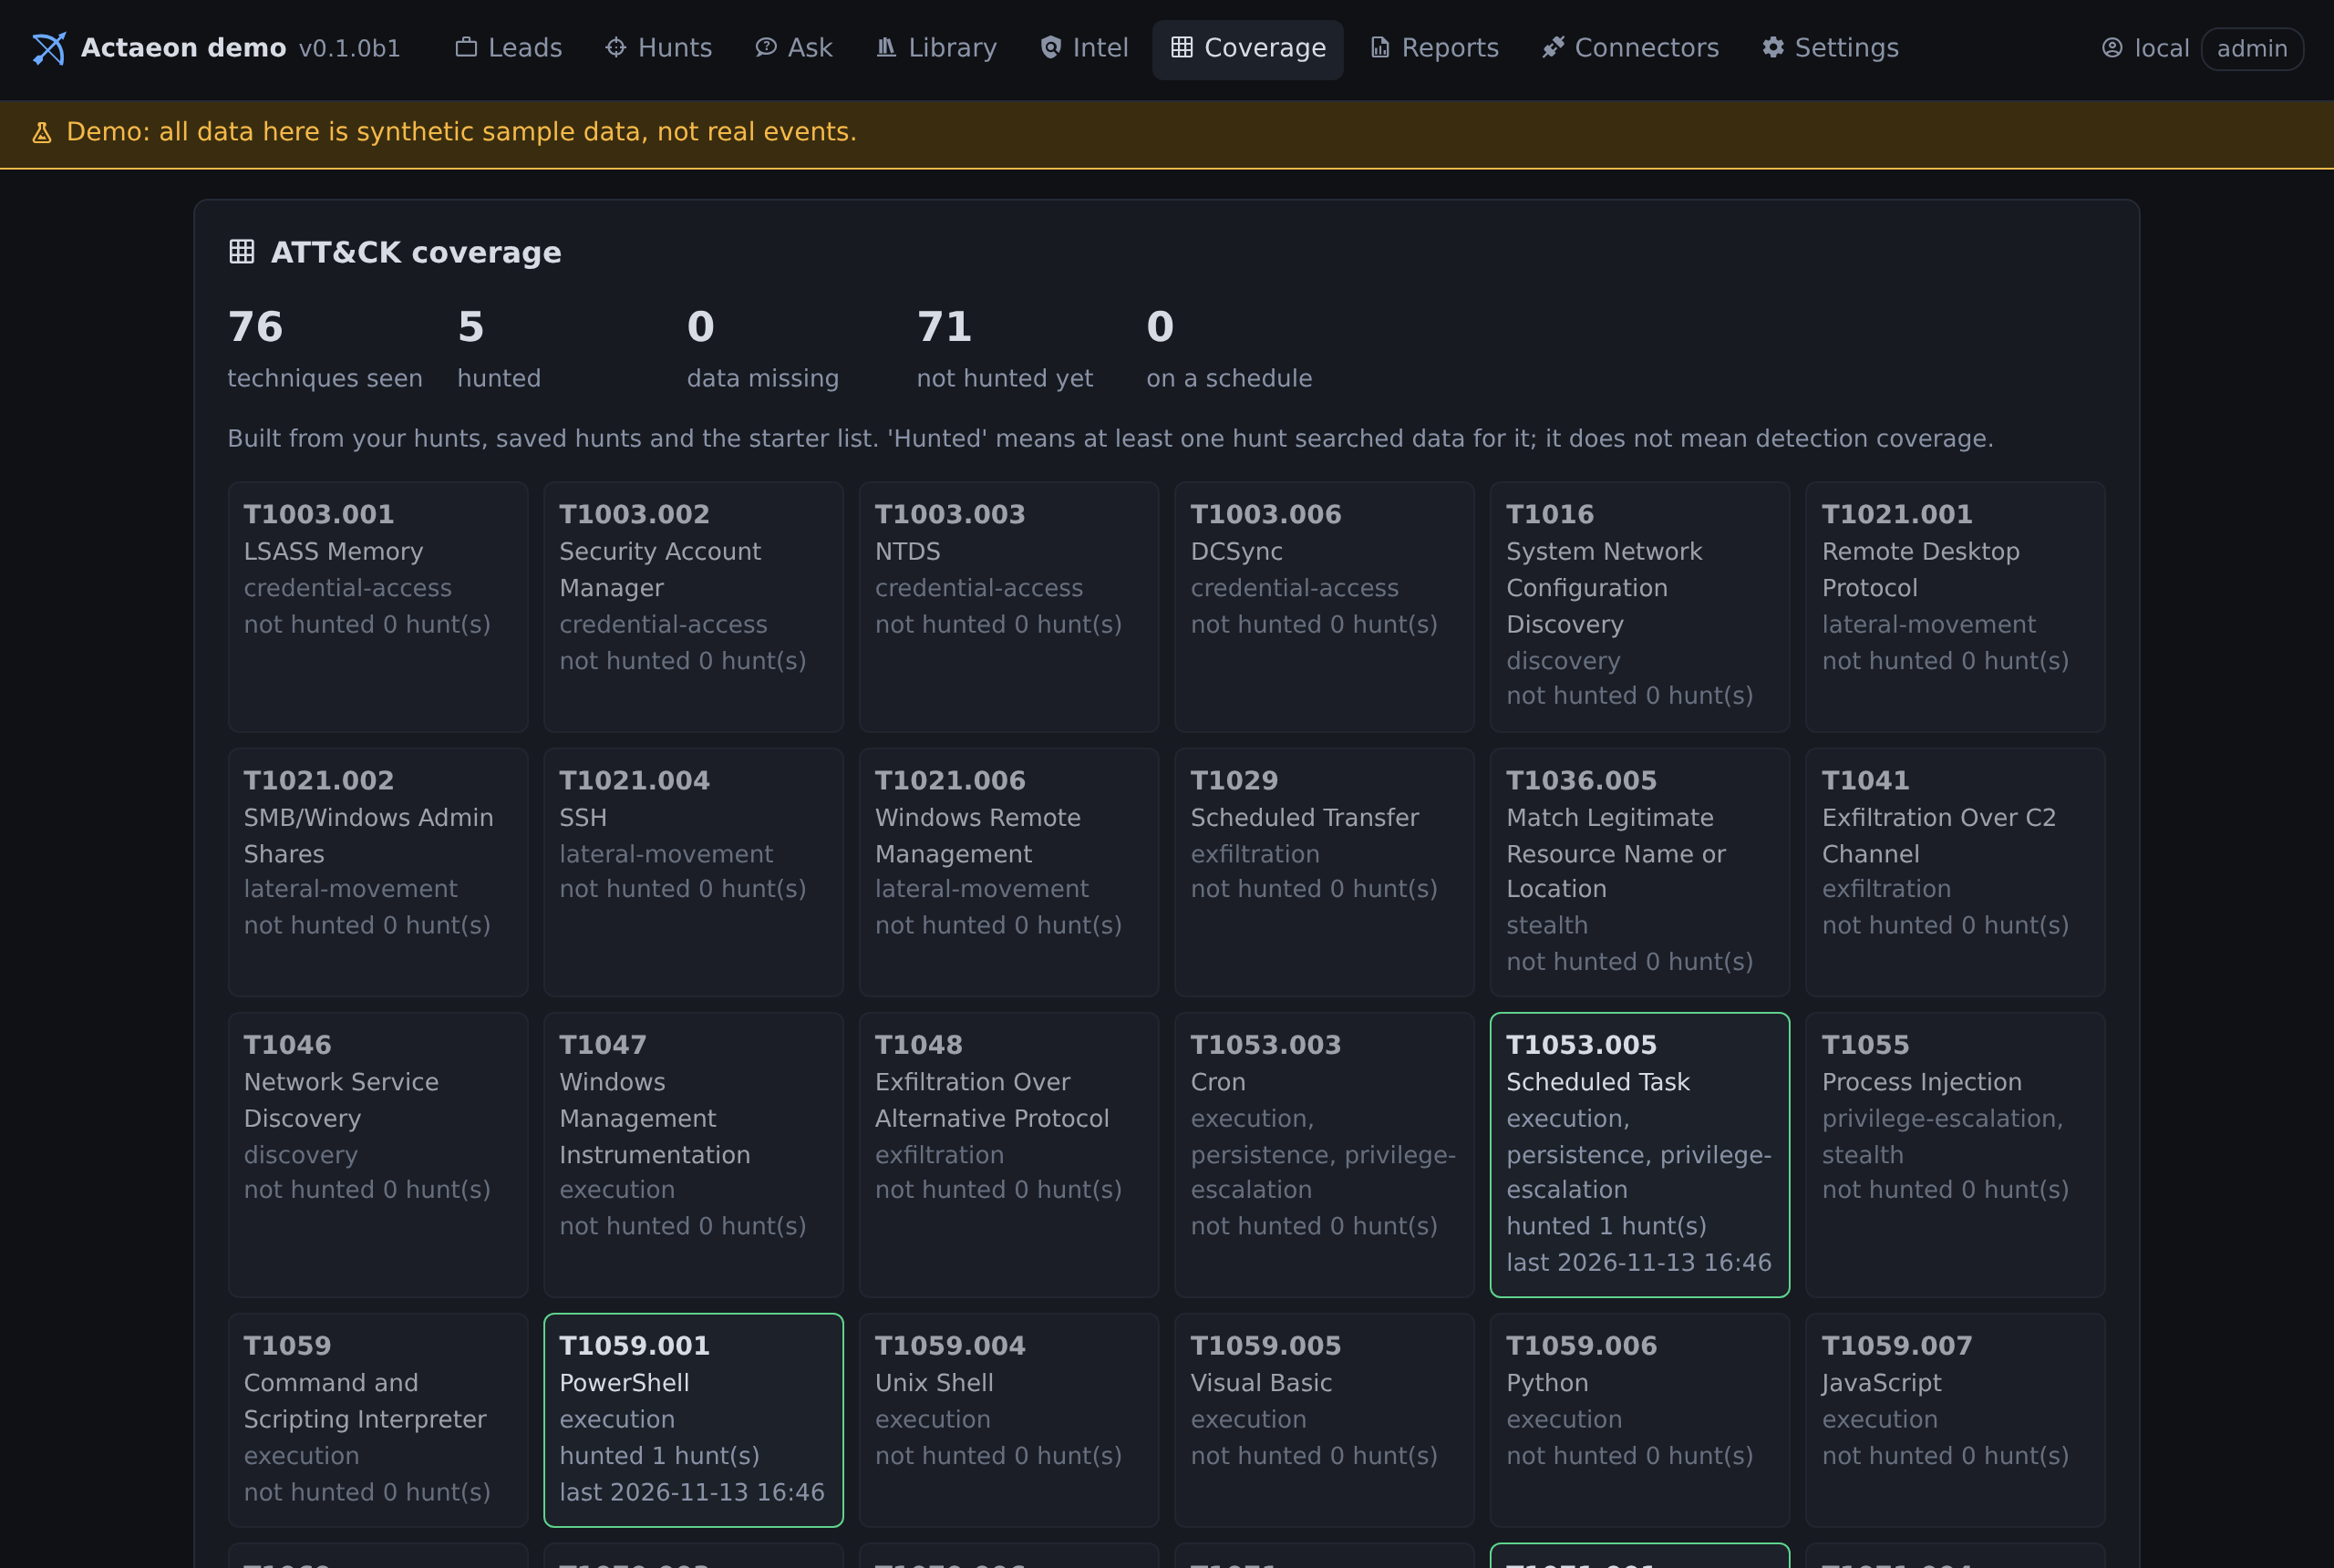 Actaeon demo v0.1.0b1 Leads Hunts Ask Library Intel Coverage Reports Connectors Settings local admin
Demo: all data here is synthetic sample data, not real events.
ATT&CK coverage
76 5 0 71 0
techniques seen hunted data missing not hunted yet on a schedule
Built from your hunts, saved hunts and the starter list. 'Hunted' means at least one hunt searched data for it; it does not mean detection coverage.
T1003.001
LSASS Memory
credential-access
not hunted 0 hunt(s)
T1003.002
Security Account
Manager
credential-access
not hunted 0 hunt(s)
T1003.003
NTDS
credential-access
not hunted 0 hunt(s)
T1003.006
DCSync
credential-access
not hunted 0 hunt(s)
T1016
System Network
Configuration
Discovery
discovery
not hunted 0 hunt(s)
T1021.001
Remote Desktop
Protocol
lateral-movement
not hunted 0 hunt(s)
T1021.002
SMB/Windows Admin
Shares
lateral-movement
not hunted 0 hunt(s)
T1021.004
SSH
lateral-movement
not hunted 0 hunt(s)
T1021.006
Windows Remote
Management
lateral-movement
not hunted 0 hunt(s)
T1029
Scheduled Transfer
exfiltration
not hunted 0 hunt(s)
T1036.005
Match Legitimate
Resource Name or
Location
stealth
not hunted 0 hunt(s)
T1041
Exfiltration Over C2
Channel
exfiltration
not hunted 0 hunt(s)
T1046
Network Service
Discovery
discovery
not hunted 0 hunt(s)
T1047
Windows
Management
Instrumentation
execution
not hunted 0 hunt(s)
T1048
Exfiltration Over
Alternative Protocol
exfiltration
not hunted 0 hunt(s)
T1053.003
Cron
execution,
persistence, privilege-
escalation
not hunted 0 hunt(s)
T1053.005
Scheduled Task
execution,
persistence, privilege-
escalation
hunted 1 hunt(s)
last 2026-11-13 16:46
T1055
Process Injection
privilege-escalation,
stealth
not hunted 0 hunt(s)
T1059
Command and
Scripting Interpreter
execution
not hunted 0 hunt(s)
T1059.001
PowerShell
execution
hunted 1 hunt(s)
last 2026-11-13 16:46
T1059.004
Unix Shell
execution
not hunted 0 hunt(s)
T1059.005
Visual Basic
execution
not hunted 0 hunt(s)
T1059.006
Python
execution
not hunted 0 hunt(s)
T1059.007
JavaScript
execution
not hunted 0 hunt(s)